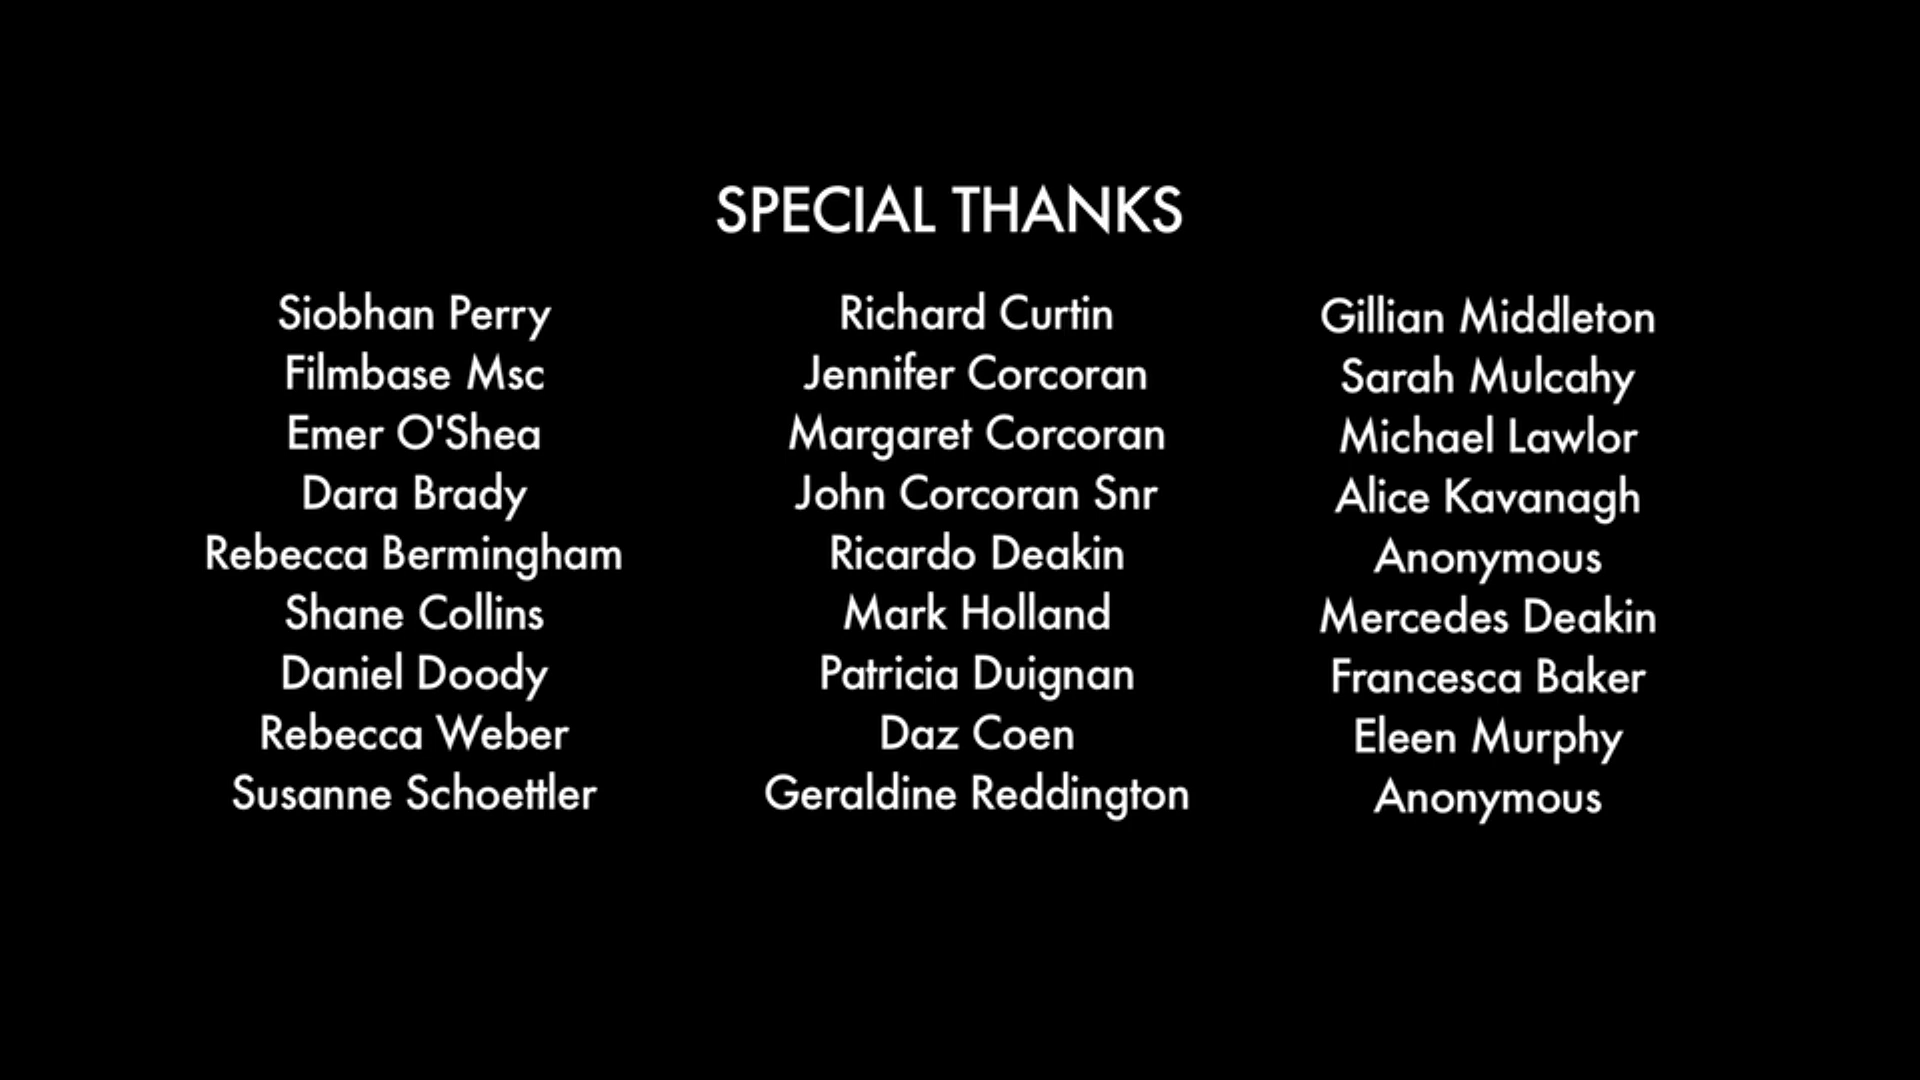 SPECIAL THANKS
Siobhan Perry
Filmbase Msc
Emer O'Shea
Dara Brady
Rebecca Bermingham
Shane Collins
Daniel Doody
Rebecca Weber
Susanne Schoettler
Richard Curtin
Jennifer Corcoran
Margaret Corcoran
John Corcoran Snr
Ricardo Deakin
Mark Holland
Patricia Duignan
Daz Coen
Geraldine Reddington
Gillian Middleton
Sarah Mulcahy
Michael Lawlor
Alice Kavanagh
Anonymous
Mercedes Deakin
Francesca Baker
Eleen Murphy
Anonymous